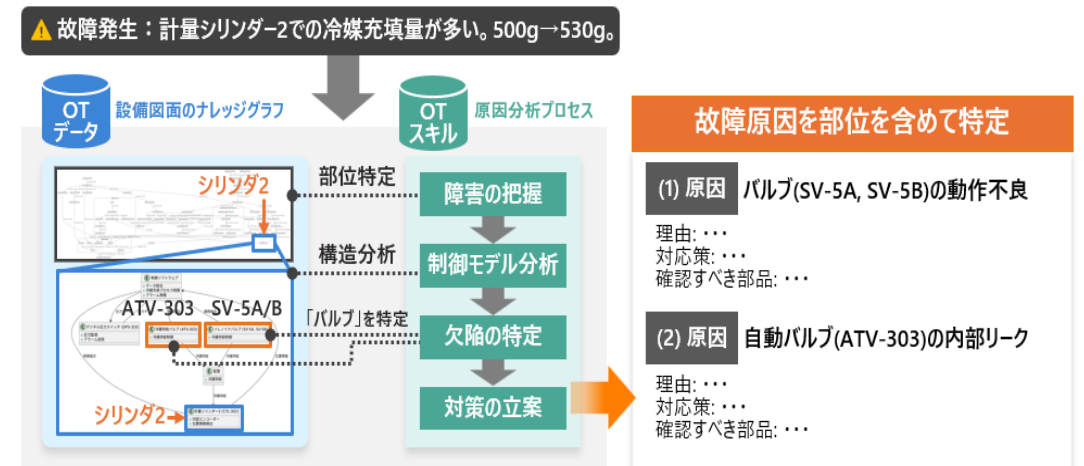 故障発生：計量シリンダー2での冷媒充填量が多い。500g→530g。
OT
データ
設備図面のナレッジグラフ
OT
スキル
原因分析プロセス
シリンダ2
部位特定
障害の把握
構造分析
制御モデル分析
ATV-303
SV-5A/B
「バルブ」を特定
欠陥の特定
シリンダ2→
対策の立案
故障原因を部位を含めて特定
(1) 原因
バルブ(SV-5A, SV-5B)の動作不良
理由: ・・・
対応策: ・・・
確認すべき部品: ・・・
(2) 原因
自動バルブ(ATV-303)の内部リーク
理由: ・・・
対応策: ・・・
確認すべき部品: ・・・